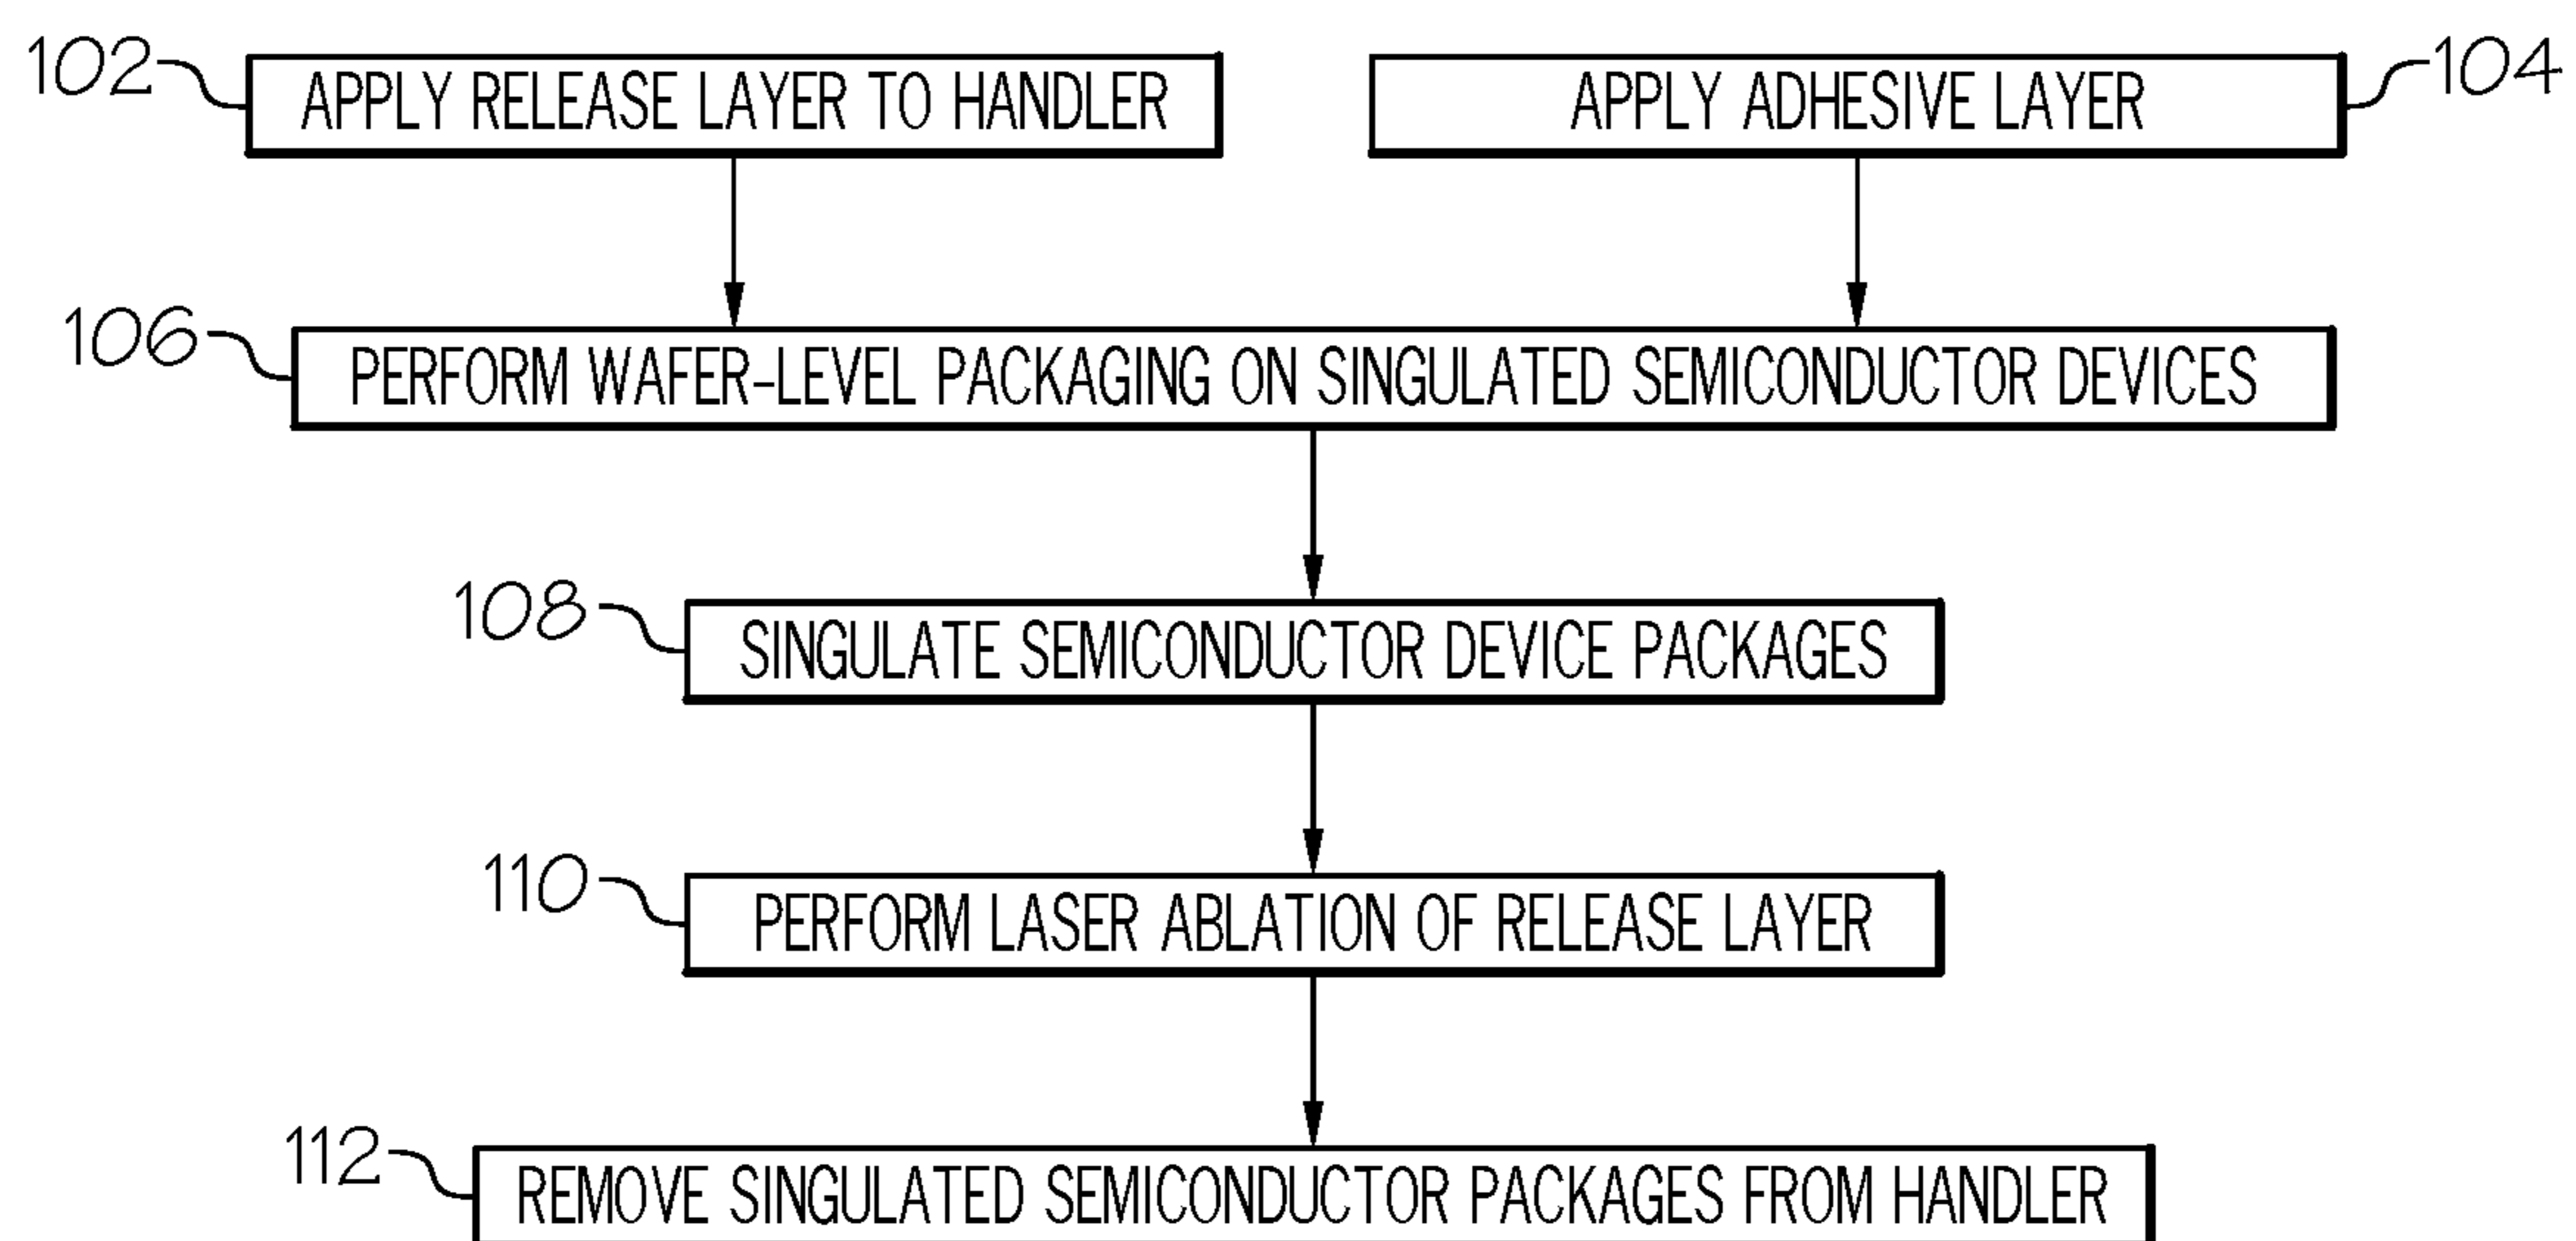 102
APPLY RELEASE LAYER TO HANDLER
APPLY ADHESIVE LAYER
104
106
PERFORM WAFER-LEVEL PACKAGING ON SINGULATED SEMICONDUCTOR DEVICES
108
SINGULATE SEMICONDUCTOR DEVICE PACKAGES
110
PERFORM LASER ABLATION OF RELEASE LAYER
112
REMOVE SINGULATED SEMICONDUCTOR PACKAGES FROM HANDLER